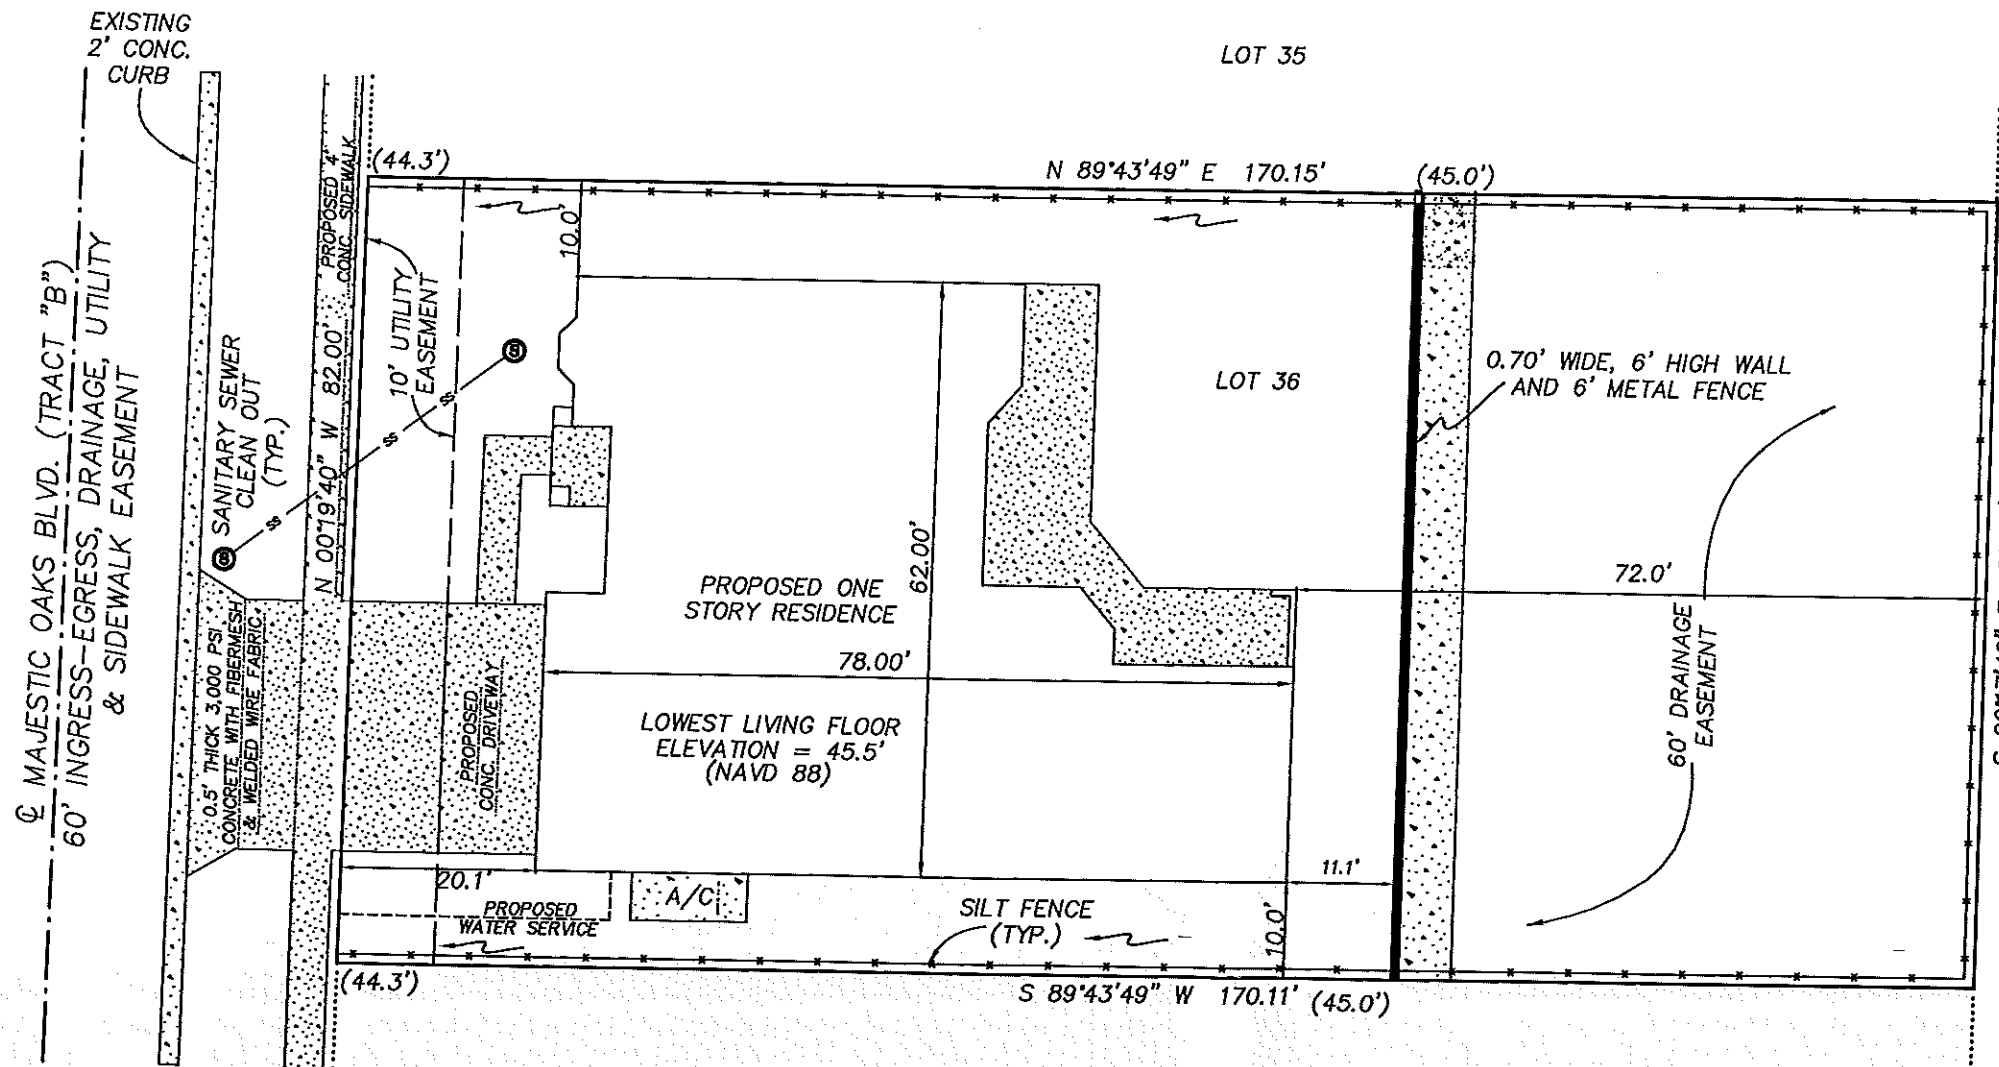 EXISTING
2' CONC.
CURB
LOT 35
(44.3')
N 89°43'49" E 170.15'
(45.0')
PROPOSED 4'
CONC. SIDEWALK
10.0'
10' UTILITY
EASEMENT
℄ MAJESTIC OAKS BLVD. (TRACT "B")
60' INGRESS-EGRESS, DRAINAGE, UTILITY
& SIDEWALK EASEMENT
SANITARY SEWER
CLEAN OUT
(TYP.)
N 00°19'40" W 82.00'
S
SS
SS
SS
S
LOT 36
0.70' WIDE, 6' HIGH WALL
AND 6' METAL FENCE
62.00'
PROPOSED ONE
STORY RESIDENCE
72.0'
60' DRAINAGE
EASEMENT
78.00'
0.5' THICK 3,000 PSI
CONCRETE WITH FIBERMESH
& WELDED WIRE FABRIC
PROPOSED
CONC. DRIVEWAY
LOWEST LIVING FLOOR
ELEVATION = 45.5'
(NAVD 88)
20.1'
A/C
11.1'
PROPOSED
WATER SERVICE
SILT FENCE
(TYP.)
10.0'
(44.3')
S 89°43'49" W 170.11'
(45.0')